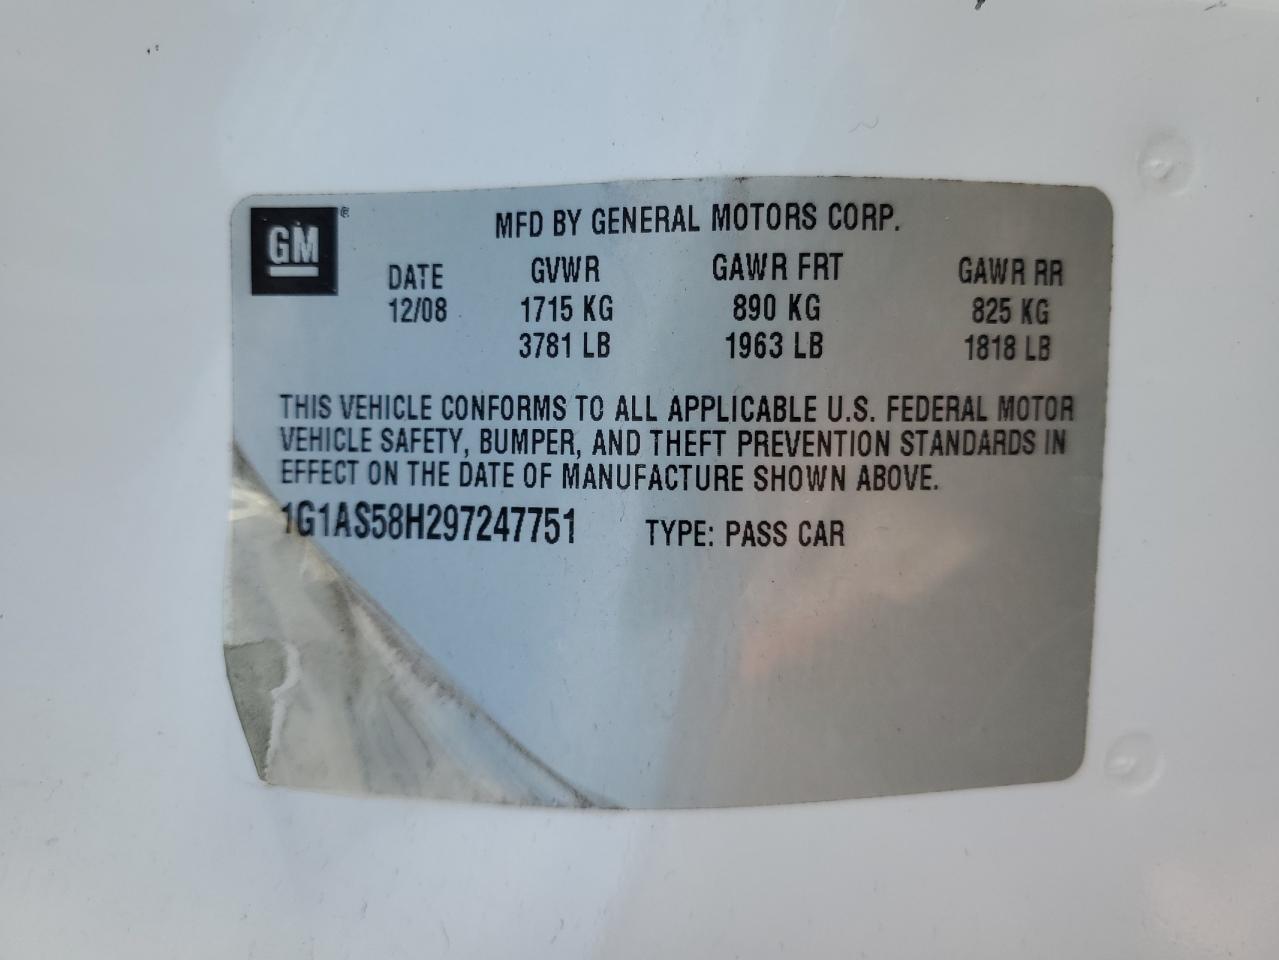 GM®
MFD BY GENERAL MOTORS CORP.
DATE GVWR GAWR FRT GAWR RR
12/08 1715 KG 890 KG 825 KG
3781 LB 1963 LB 1818 LB
THIS VEHICLE CONFORMS TO ALL APPLICABLE U.S. FEDERAL MOTOR
VEHICLE SAFETY, BUMPER, AND THEFT PREVENTION STANDARDS IN
EFFECT ON THE DATE OF MANUFACTURE SHOWN ABOVE.
1G1AS58H297247751 TYPE: PASS CAR